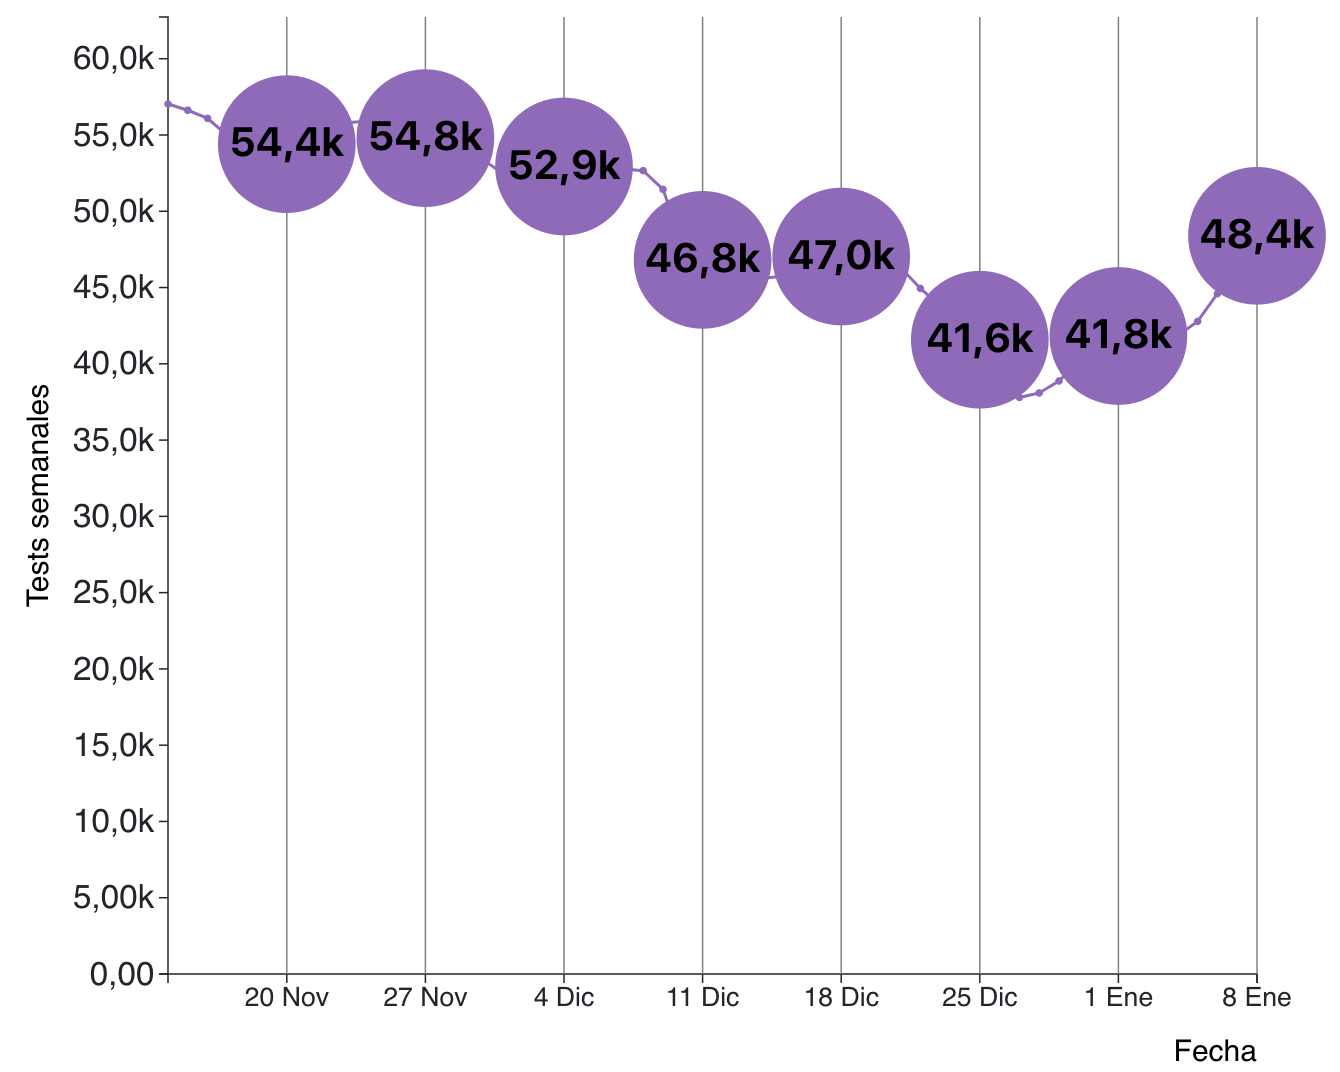 60,0k
55,0k
50,0k
45,0k
40,0k
35,0k
30,0k
25,0k
20,0k
15,0k
10,0k
5,00k
0,00
Tests semanales
54,4k
54,8k
52,9k
46,8k
47,0k
41,6k
41,8k
48,4k
20 Nov
27 Nov
4 Dic
11 Dic
18 Dic
25 Dic
1 Ene
8 Ene
Fecha